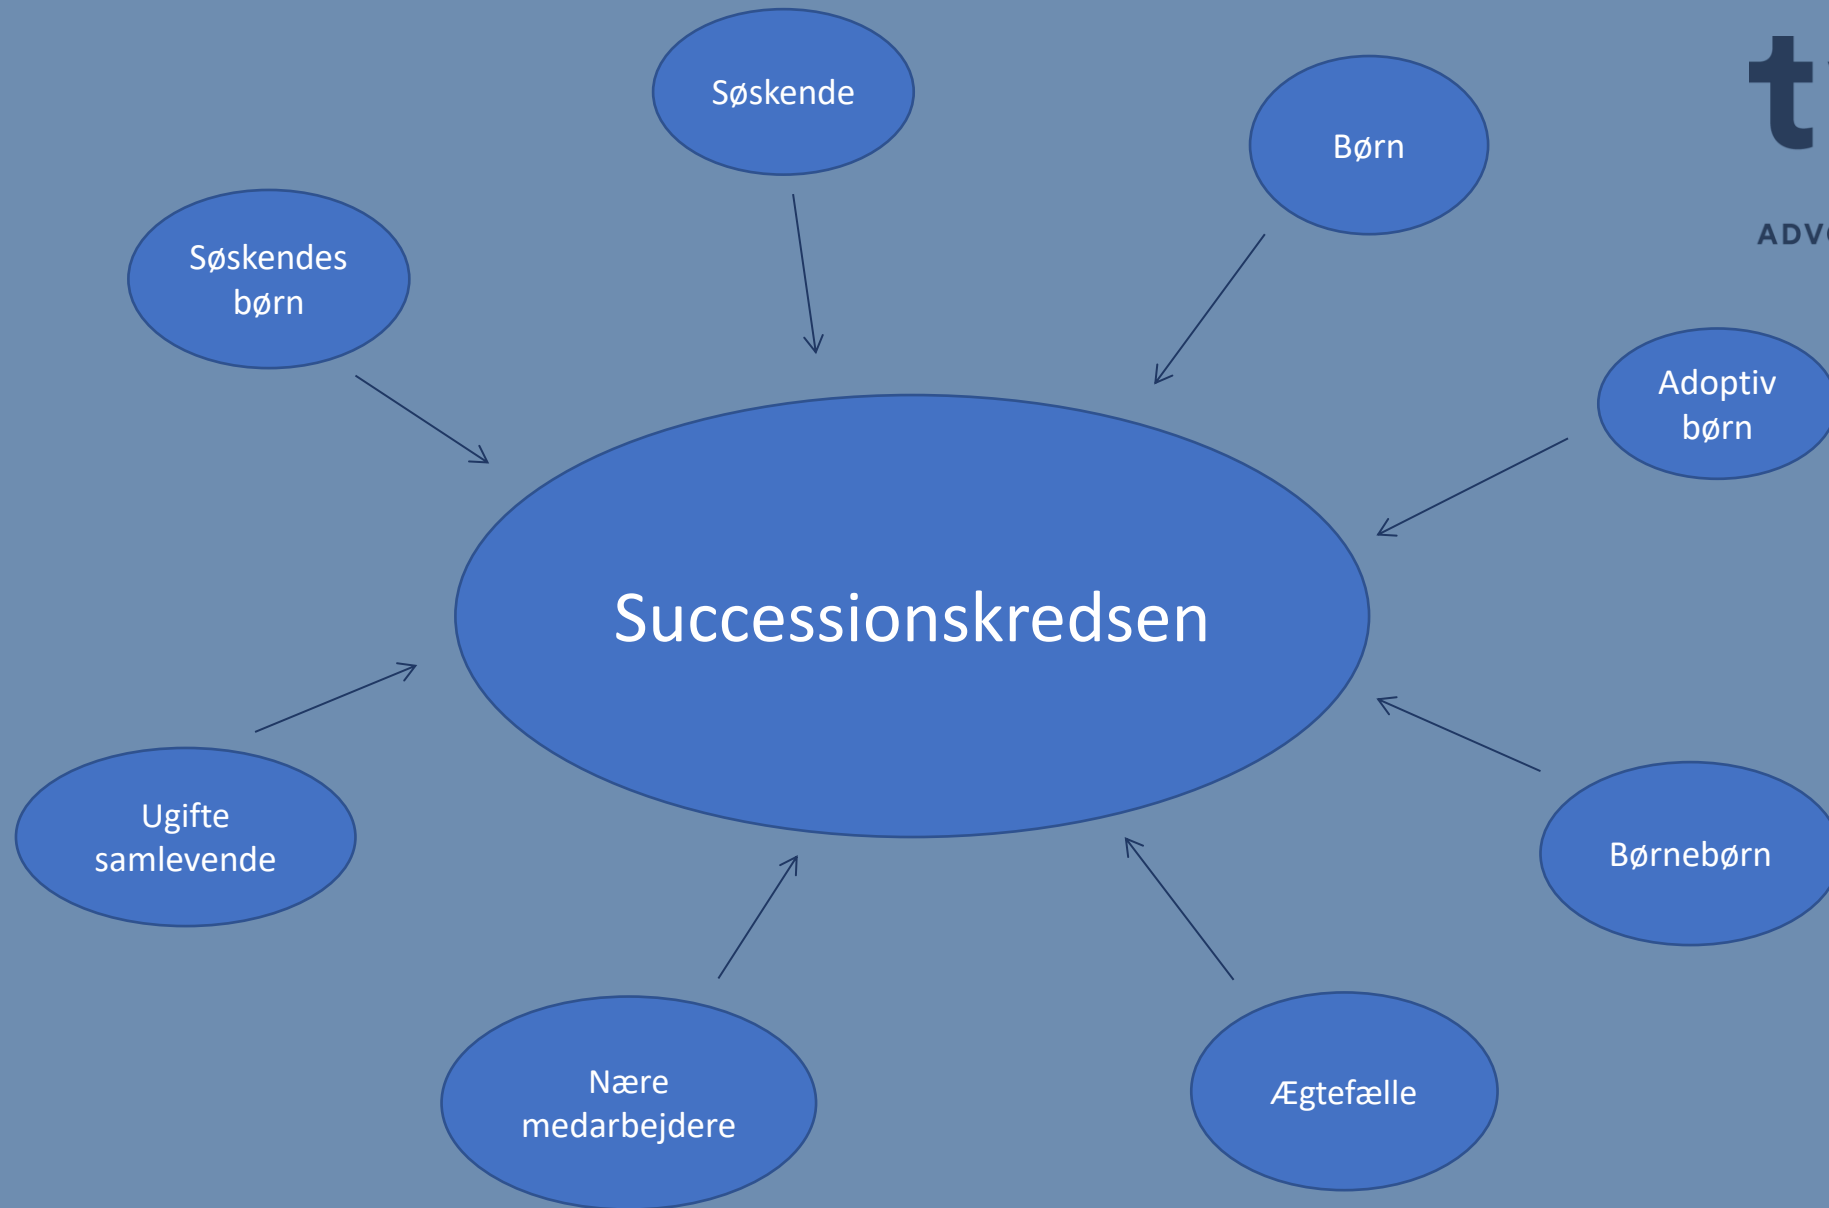 Søskende
Børn
Søskendes
børn
Adoptiv
børn
Successionskredsen
Ugifte
samlevende
Børnebørn
Nære
medarbejdere
Ægtefælle